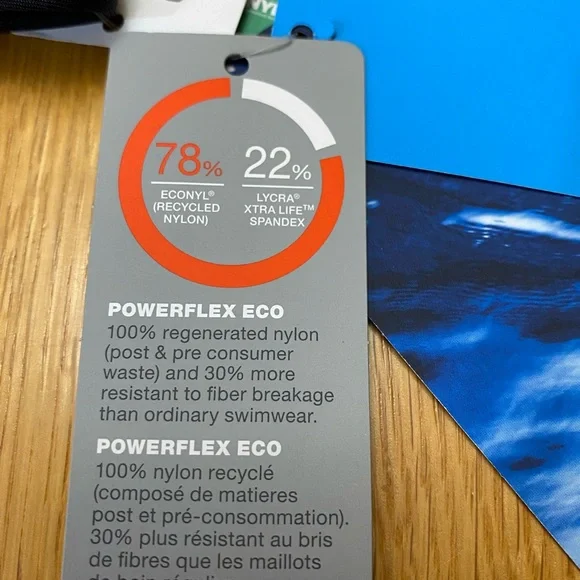 78%
ECONYL®
(RECYCLED
NYLON)
22%
LYCRA®
XTRA LIFE™
SPANDEX
POWERFLEX ECO
100% regenerated nylon
(post & pre consumer
waste) and 30% more
resistant to fiber breakage
than ordinary swimwear.
POWERFLEX ECO
100% nylon recyclé
(composé de matieres
post et pré-consommation).
30% plus résistant au bris
de fibres que les maillots